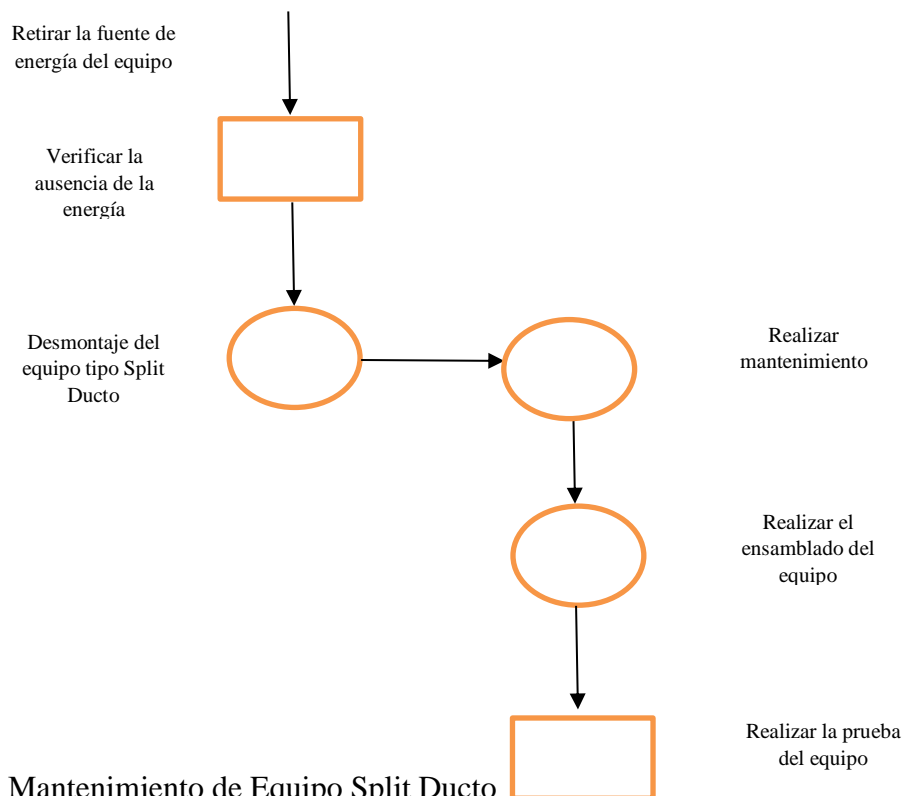 Retirar la fuente de
energía del equipo
Verificar la
ausencia de la
energía
Desmontaje del
equipo tipo Split
Ducto
Realizar
mantenimiento
Realizar el
ensamblado del
equipo
Realizar la prueba
del equipo
Mantenimiento de Equipo Split Ducto